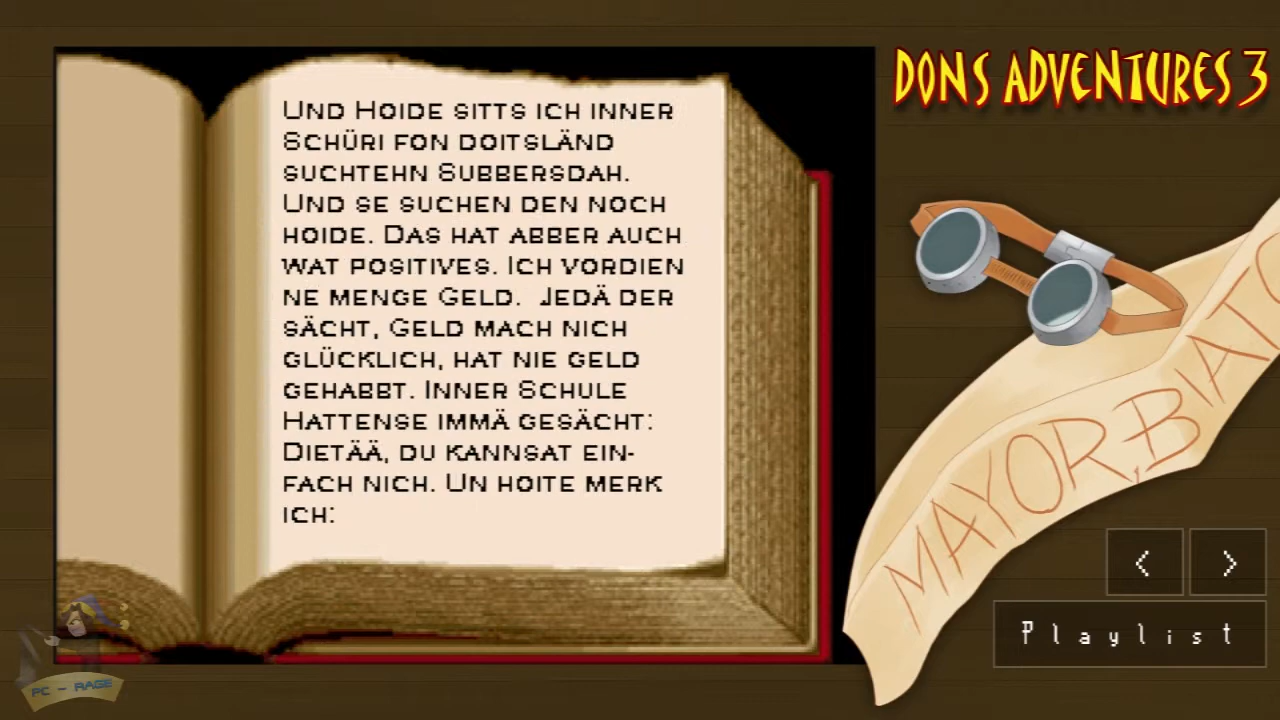 DONS ADVENTURES 3
UND HOIDE SITTS ICH INNER
SCHÜRI FON DOITSLÄND
SUCHTEHN SUBBERSDAH.
UND SE SUCHEN DEN NOCH
HOIDE. DAS HAT ABBER AUCH
WAT POSITIVES. ICH VORDIEN
NE MENGE GELD. JEDÄ DER
SÄCHT, GELD MACH NICH
GLÜCKLICH, HAT NIE GELD
GEHABBT. INNER SCHULE
HATTENSE IMMÄ GESÄCHT:
DIETÄÄ, DU KANNSAT EIN-
FACH NICH. UN HOITE MERK
ICH:
MAYOR.BIAT
< >
Playlist
PC - RAGE